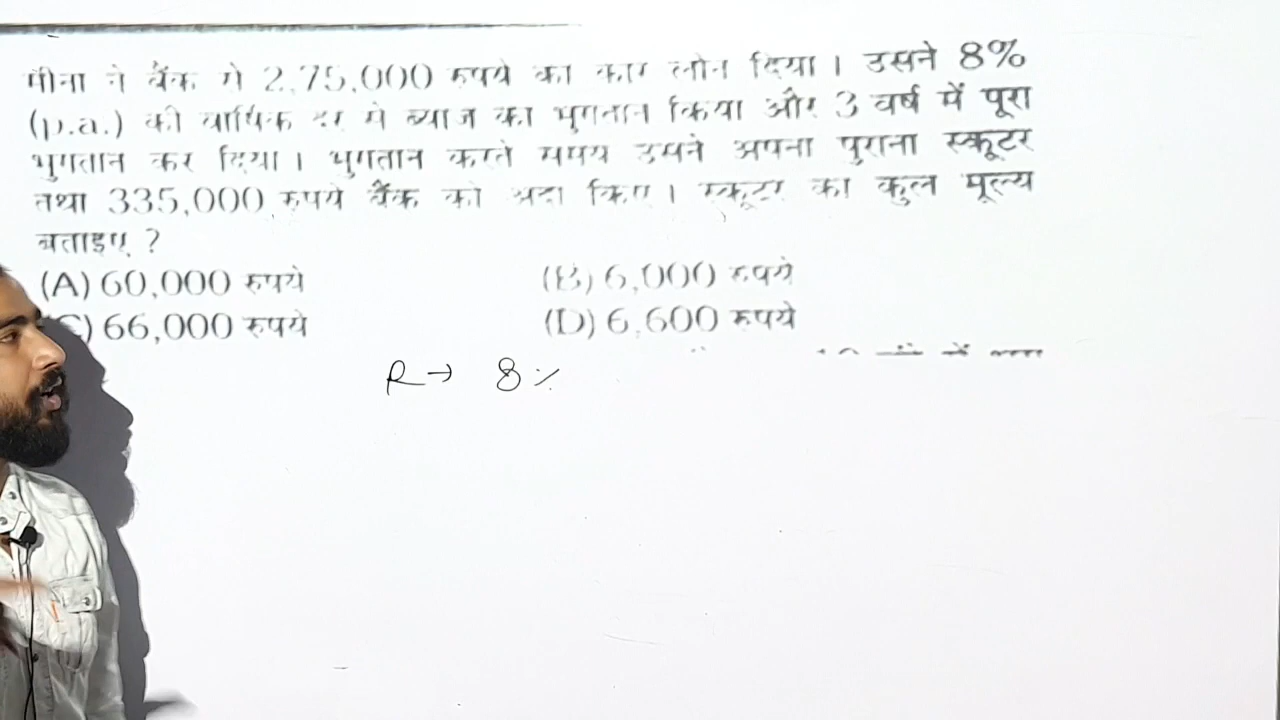 मीना ने बैंक से 2,75,000 रुपये का कार लोन लिया। उसने 8%
(p.a.) की वार्षिक दर से ब्याज का भुगतान किया और 3 वर्ष में पूरा
भुगतान कर दिया। भुगतान करते समय उसने अपना पुराना स्कूटर
तथा 335,000 रुपये बैंक को अदा किए। स्कूटर का कुल मूल्य
बताइए ?
(A) 60,000 रुपये (B) 6,000 रुपये
C) 66,000 रुपये (D) 6,600 रुपये
R→ 8%